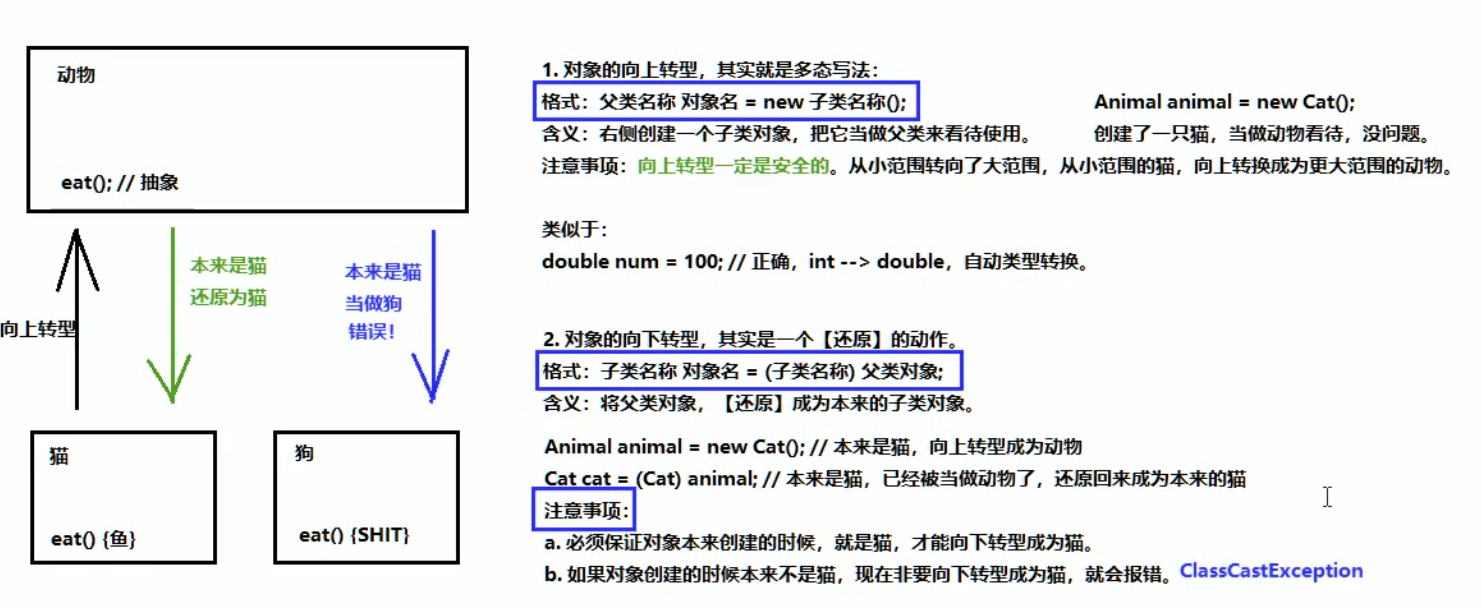 动物
eat(); // 抽象
向上转型
本来是猫
还原为猫
本来是猫
当做狗
错误！
猫
eat() {鱼}
狗
eat() {SHIT}
1. 对象的向上转型，其实就是多态写法：
格式：父类名称 对象名 = new 子类名称(); Animal animal = new Cat();
含义：右侧创建一个子类对象，把它当做父类来看待使用。 创建了一只猫，当做动物看待，没问题。
注意事项：向上转型一定是安全的。从小范围转向了大范围，从小范围的猫，向上转换成为更大范围的动物。
类似于：
double num = 100; // 正确，int --> double，自动类型转换。
2. 对象的向下转型，其实是一个【还原】的动作。
格式：子类名称 对象名 = (子类名称) 父类对象;
含义：将父类对象，【还原】成为本来的子类对象。
Animal animal = new Cat(); // 本来是猫，向上转型成为动物
Cat cat = (Cat) animal; // 本来是猫，已经被当做动物了，还原回来成为本来的猫
注意事项：
a. 必须保证对象本来创建的时候，就是猫，才能向下转型成为猫。
b. 如果对象创建的时候本来不是猫，现在非要向下转型成为猫，就会报错。ClassCastException